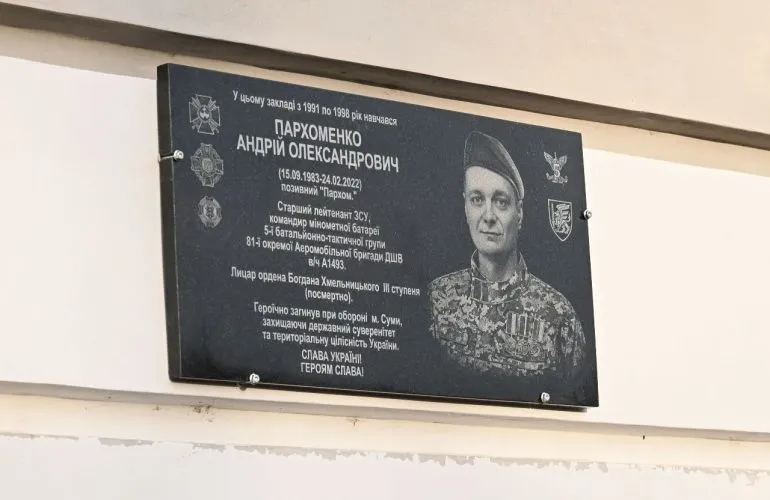 У цьому закладі з 1991 по 1998 рік навчався
ПАРХОМЕНКО
АНДРІЙ ОЛЕКСАНДРОВИЧ
(15.09.1983-24.02.2022)
позивний "Пархом."
Старший лейтенант ЗСУ,
командир мінометної батареї
5-ї батальйонно-тактичної групи
81-ї окремої Аеромобільної бригади ДШВ
в/ч А1493.
Лицар ордена Богдана Хмельницького III ступеня
(посмертно).
Героїчно загинув при обороні м. Суми,
захищаючи державний суверенітет
та територіальну цілісність України.
СЛАВА УКРАЇНІ!
ГЕРОЯМ СЛАВА!